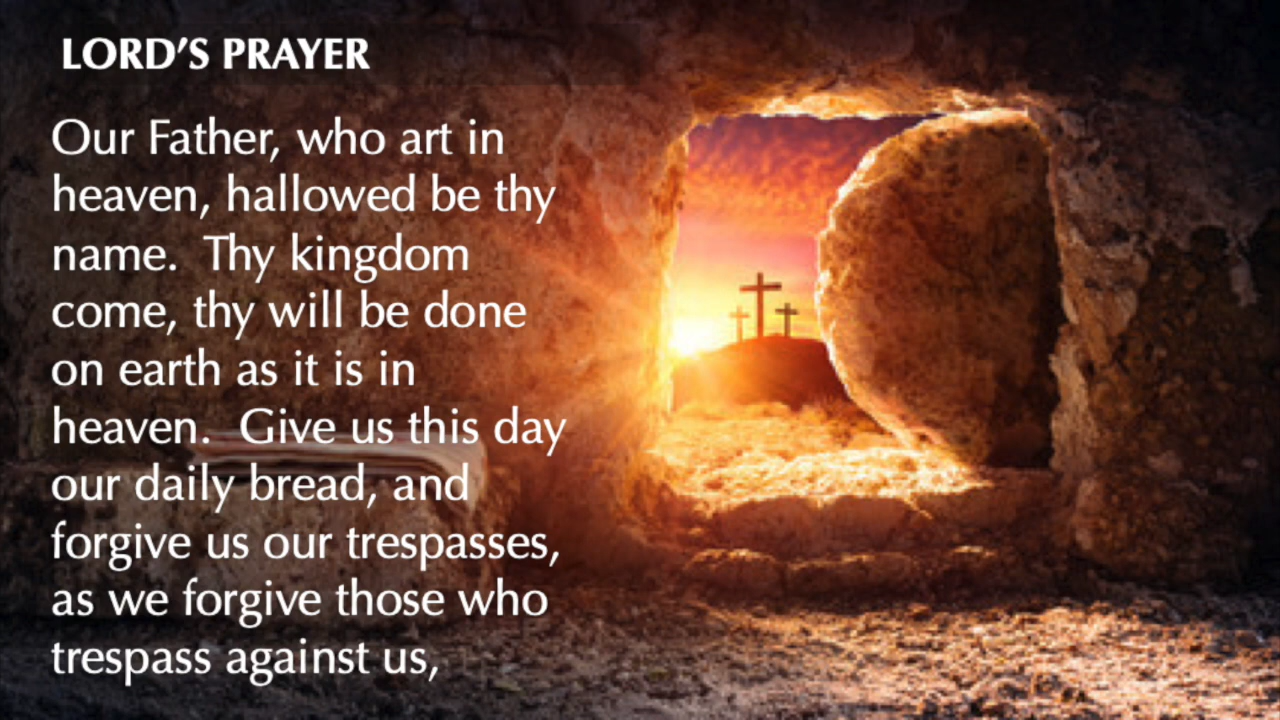 LORD’S PRAYER
Our Father, who art in
heaven, hallowed be thy
name.  Thy kingdom
come, thy will be done
on earth as it is in
heaven.  Give us this day
our daily bread, and
forgive us our trespasses,
as we forgive those who
trespass against us,